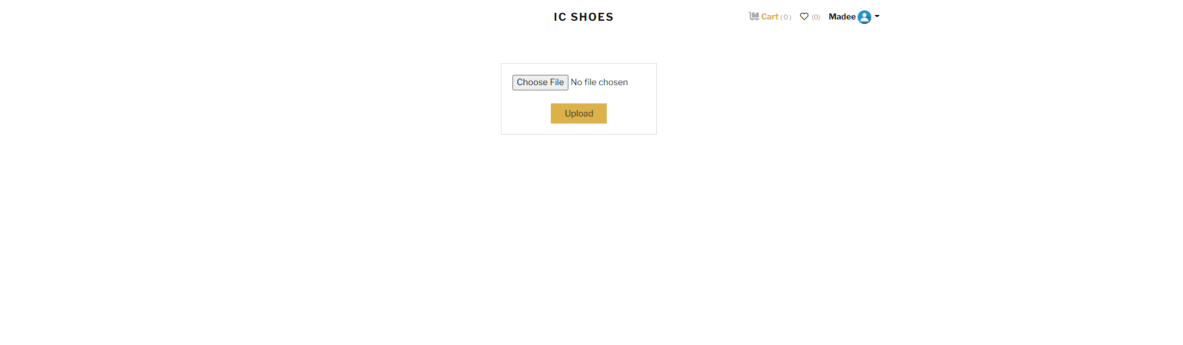 IC SHOES
Cart ( 0 ) (0) Madee
Choose File No file chosen
Upload